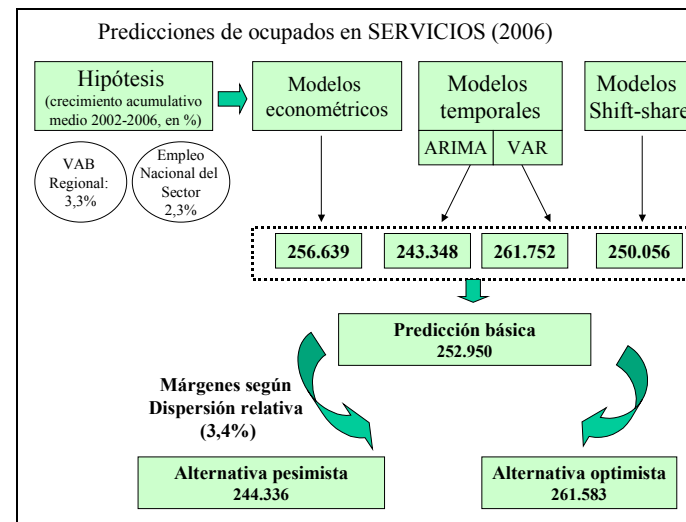 Predicciones de ocupados en SERVICIOS (2006)
Hipótesis
(crecimiento acumulativo
medio 2002-2006, en %)
Modelos
econométricos
Modelos
temporales
ARIMA
VAR
Modelos
Shift-share
VAB
Regional:
3,3%
Empleo
Nacional del
Sector
2,3%
256.639
243.348
261.752
250.056
Predicción básica
252.950
Márgenes según
Dispersión relativa
(3,4%)
Alternativa pesimista
244.336
Alternativa optimista
261.583